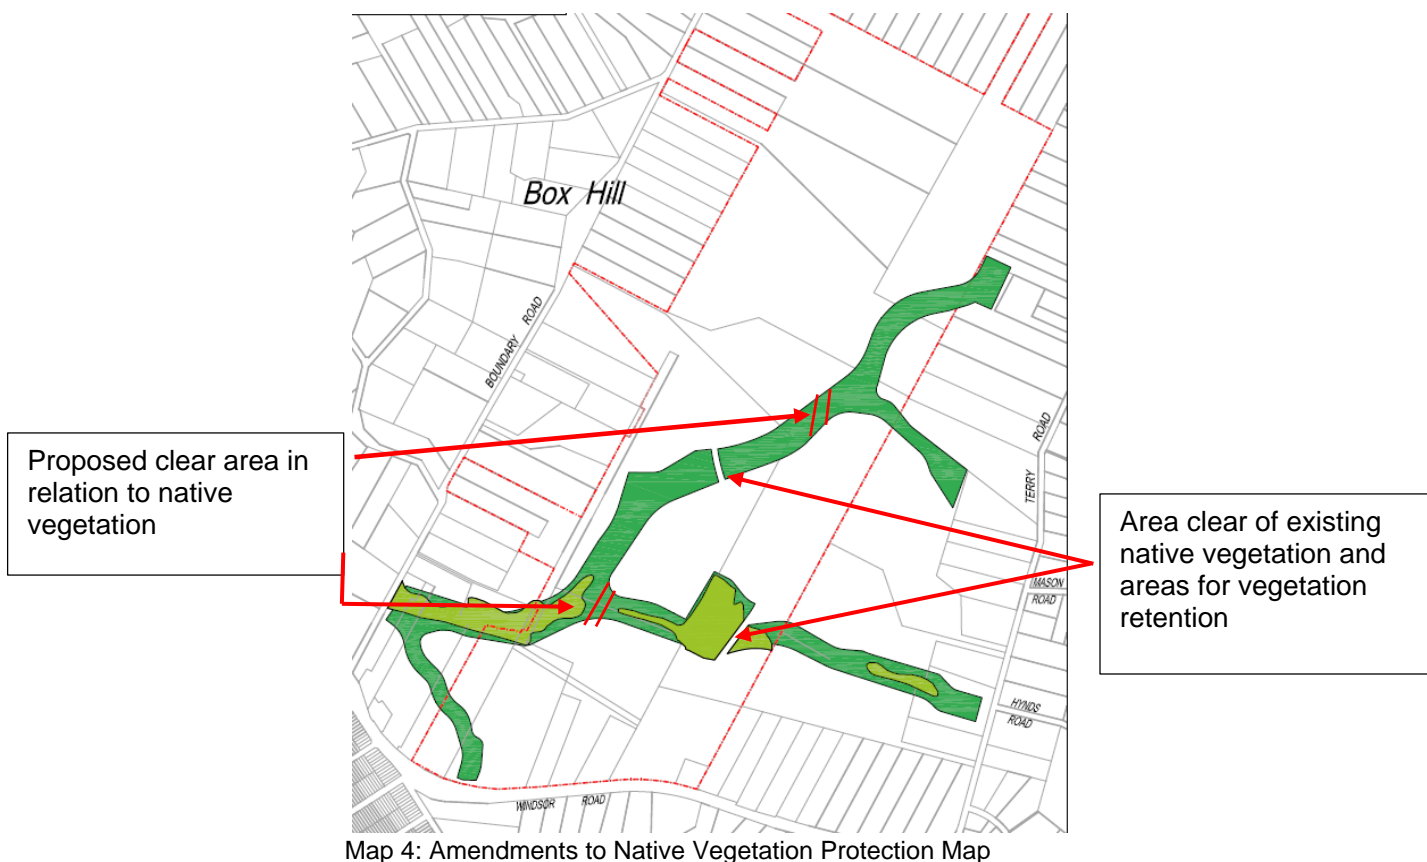 Box Hill
BOUNDARY ROAD
Proposed clear area in
relation to native
vegetation
TERRY ROAD
Area clear of existing
native vegetation and
areas for vegetation
retention
MASON
ROAD
HYNDS
ROAD
WINDSOR ROAD
Map 4: Amendments to Native Vegetation Protection Map